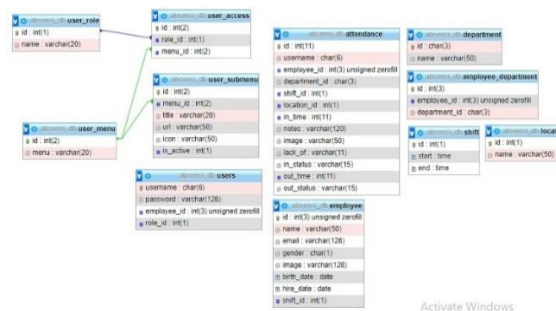 absensi_db user_role
id : int(1)
name : varchar(20)
absensi_db user_access
id : int(2)
role_id : int(1)
menu_id : int(2)
absensi_db user_submenu
id : int(2)
menu_id : int(2)
title : varchar(20)
url : varchar(50)
icon : varchar(50)
is_active : int(1)
absensi_db user_menu
id : int(2)
menu : varchar(20)
absensi_db users
username : char(6)
password : varchar(128)
employee_id : int(3) unsigned zerofill
role_id : int(1)
absensi_db attendance
id : int(11)
username : char(6)
employee_id : int(3) unsigned zerofill
department_id : char(3)
shift_id : int(1)
location_id : int(1)
in_time : int(11)
notes : varchar(120)
image : varchar(50)
lack_of : varchar(11)
in_status : varchar(15)
out_time : int(11)
out_status : varchar(15)
absensi_db employee
id : int(3) unsigned zerofill
name : varchar(50)
email : varchar(128)
gender : char(1)
image : varchar(128)
birth_date : date
hire_date : date
shift_id : int(1)
absensi_db department
id : char(3)
name : varchar(50)
absensi_db employee_department
id : int(3)
employee_id : int(3) unsigned zerofill
department_id : char(3)
absensi_db shift
id : int(1)
start : time
end : time
absensi_db locat
id : int(1)
name : varchar(50)
Activate Windows